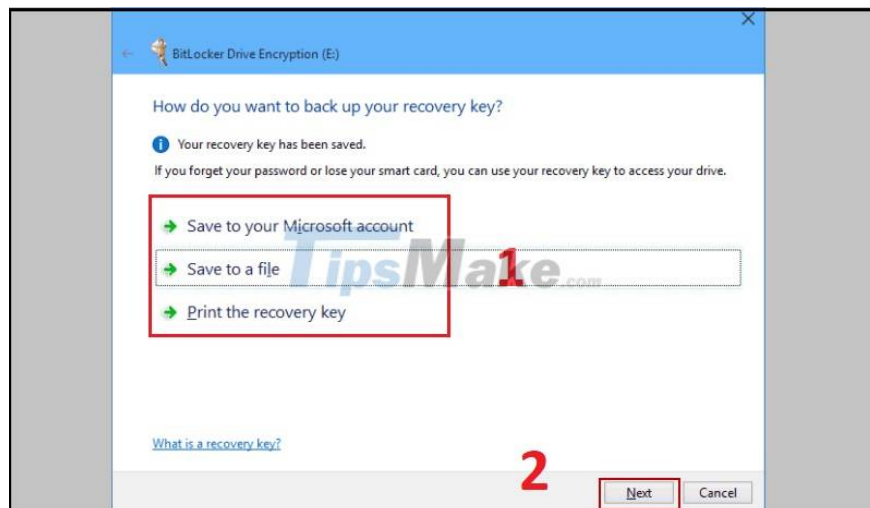 BitLocker Drive Encryption (E:)
How do you want to back up your recovery key?
Your recovery key has been saved.
If you forget your password or lose your smart card, you can use your recovery key to access your drive.
Save to your Microsoft account
Save to a file
TipsMake.com
1
Print the recovery key
What is a recovery key?
2
Next Cancel